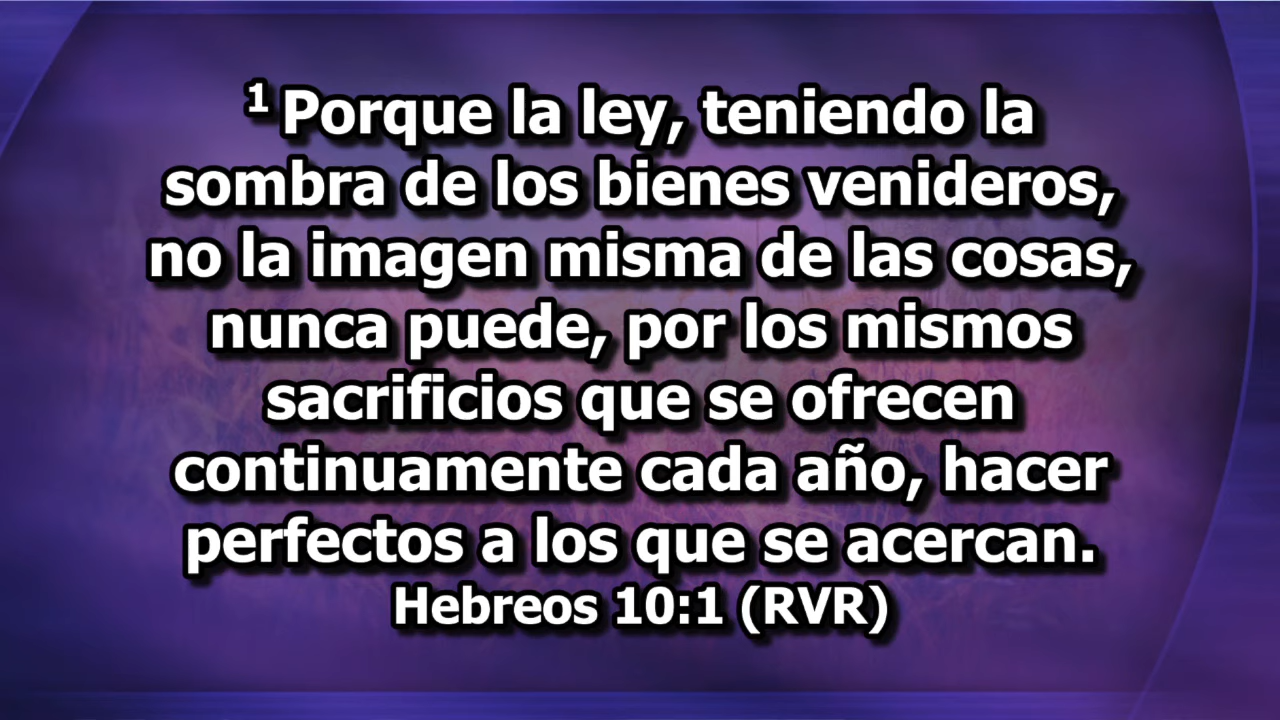 1 Porque la ley, teniendo la
sombra de los bienes venideros,
no la imagen misma de las cosas,
nunca puede, por los mismos
sacrificios que se ofrecen
continuamente cada año, hacer
perfectos a los que se acercan.
Hebreos 10:1 (RVR)